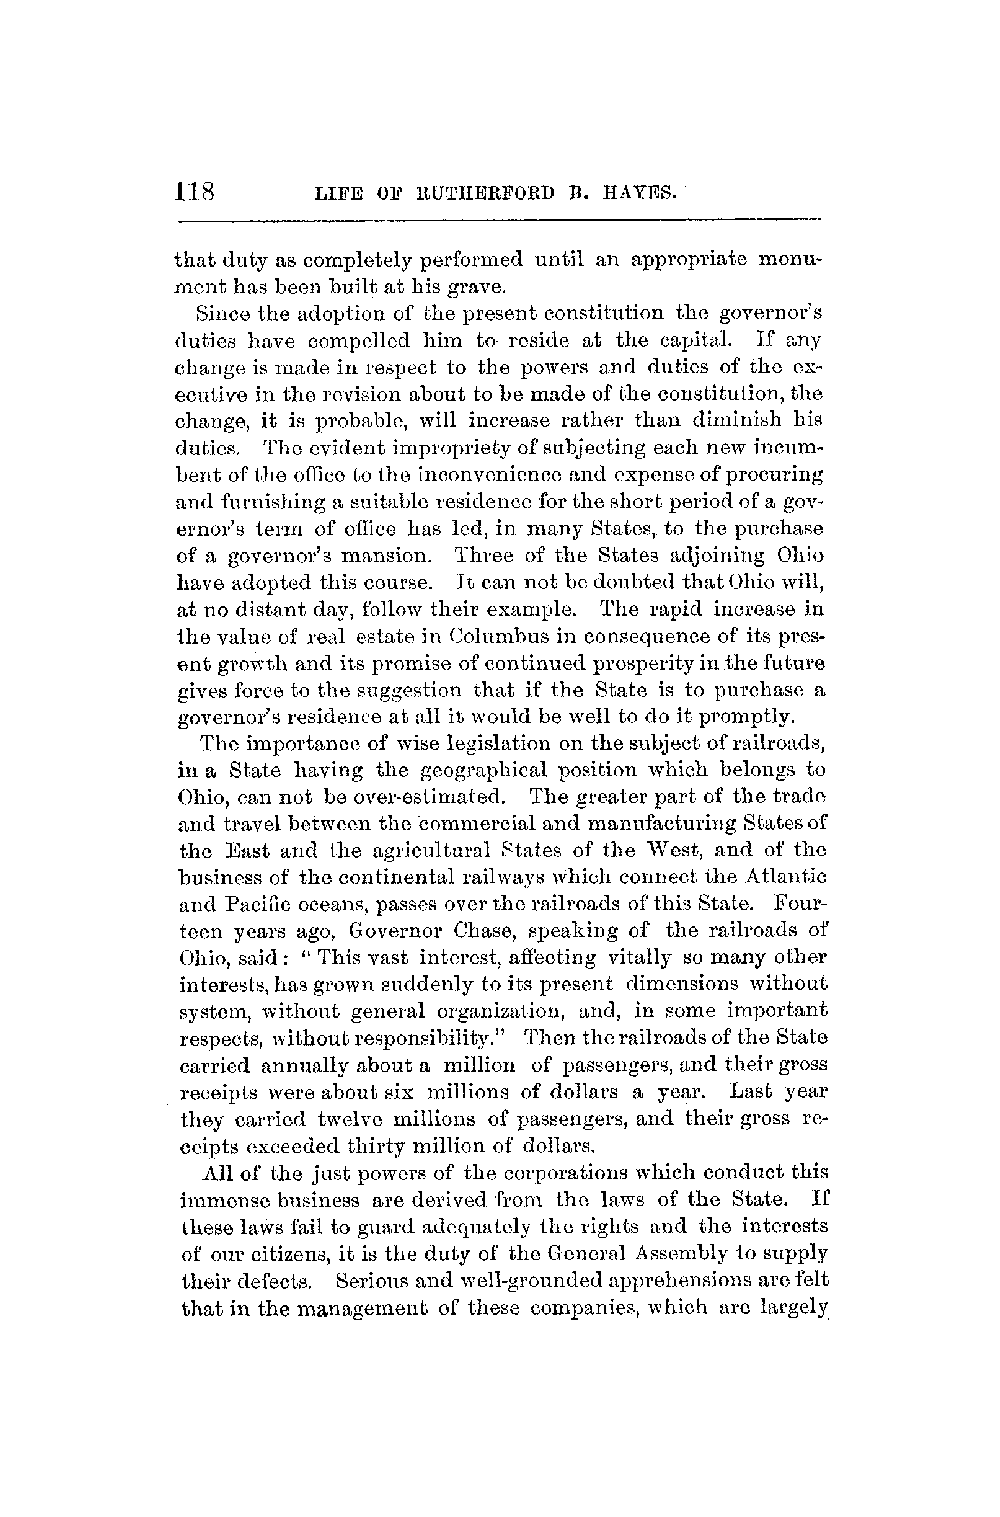 118 LIFE OF RUTHERFORD B. HAYES.
that duty as completely performed until an appropriate monu-
ment has been built at his grave.
Since the adoption of the present constitution the governor's
duties have compelled him to reside at the capital. If any
change is made in respect to the powers and duties of the ex-
ecutive in the revision about to be made of the constitution, the
change, it is probable, will increase rather than diminish his
duties. The evident impropriety of subjecting each new incum-
bent of the office to the inconvenience and expense of procuring
and furnishing a suitable residence for the short period of a gov-
ernor's term of office has led, in many States, to the purchase
of a governor's mansion. Three of the States adjoining Ohio
have adopted this course. It can not be doubted that Ohio will,
at no distant day, follow their example. The rapid increase in
the value of real estate in Columbus in consequence of its pres-
ent growth and its promise of continued prosperity in the future
gives force to the suggestion that if the State is to purchase a
governor's residence at all it would be well to do it promptly.
The importance of wise legislation on the subject of railroads,
in a State having the geographical position which belongs to
Ohio, can not be over-estimated. The greater part of the trade
and travel between the commercial and manufacturing States of
the East and the agricultural States of the West, and of the
business of the continental railways which connect the Atlantic
and Pacific oceans, passes over the railroads of this State. Four-
teen years ago, Governor Chase, speaking of the railroads of
Ohio, said: "This vast interest, affecting vitally so many other
interests, has grown suddenly to its present dimensions without
system, without general organization, and, in some important
respects, without responsibility." Then the railroads of the State
carried annually about a million of passengers, and their gross
receipts were about six millions of dollars a year. Last year
they carried twelve millions of passengers, and their gross re-
ceipts exceeded thirty million of dollars.
All of the just powers of the corporations which conduct this
immense business are derived from the laws of the State. If
these laws fail to guard adequately the rights and the interests
of our citizens, it is the duty of the General Assembly to supply
their defects. Serious and well-grounded apprehensions are felt
that in the management of these companies, which are largely